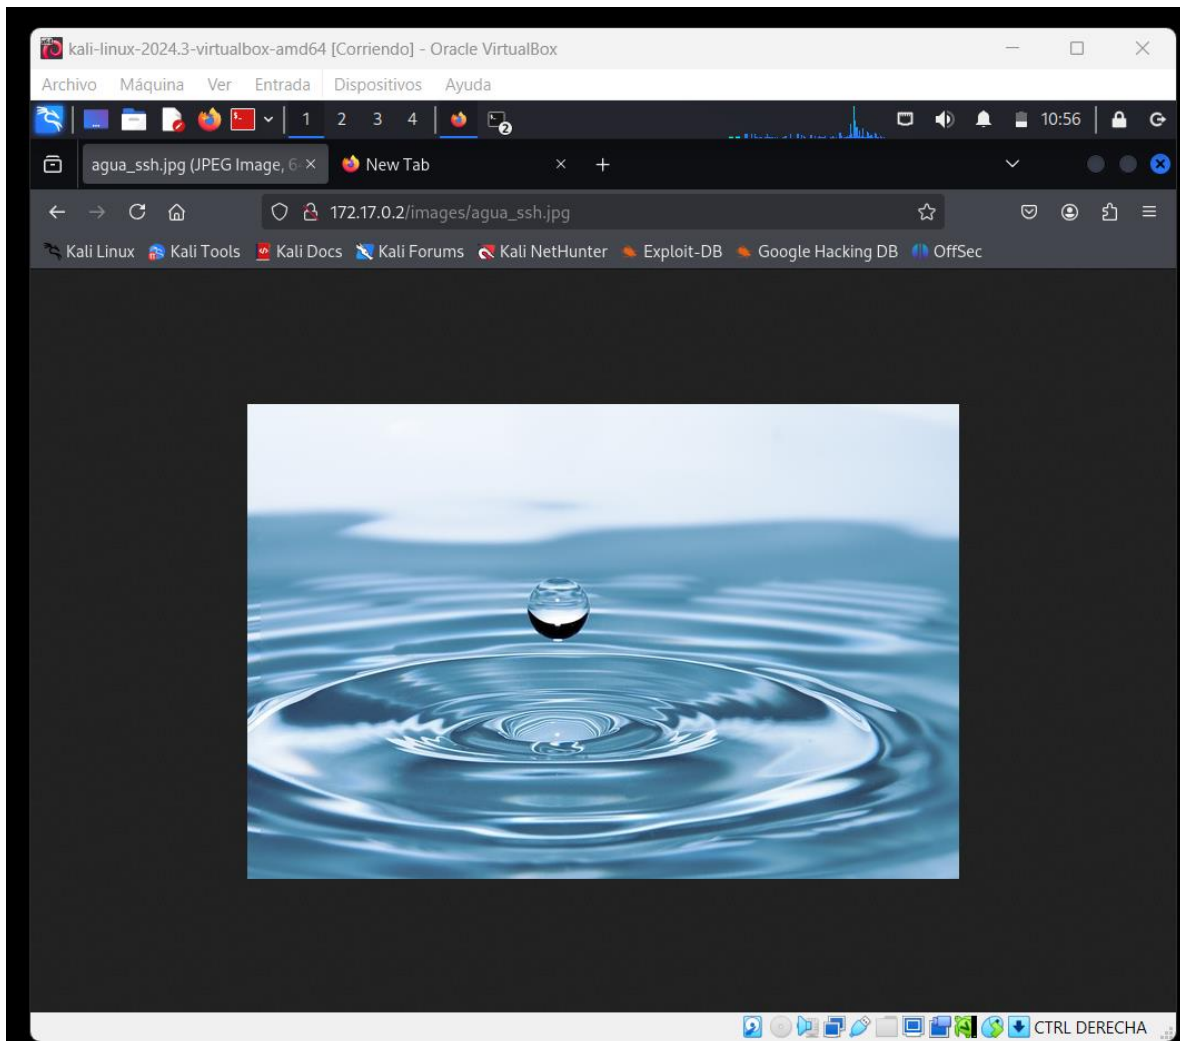 kali-linux-2024.3-virtualbox-amd64 [Corriendo] - Oracle VirtualBox
Archivo Máquina Ver Entrada Dispositivos Ayuda
1 2 3 4 2 10:56
agua_ssh.jpg (JPEG Image, 6 New Tab
172.17.0.2/images/agua_ssh.jpg
Kali Linux Kali Tools Kali Docs Kali Forums Kali NetHunter Exploit-DB Google Hacking DB OffSec
CTRL DERECHA